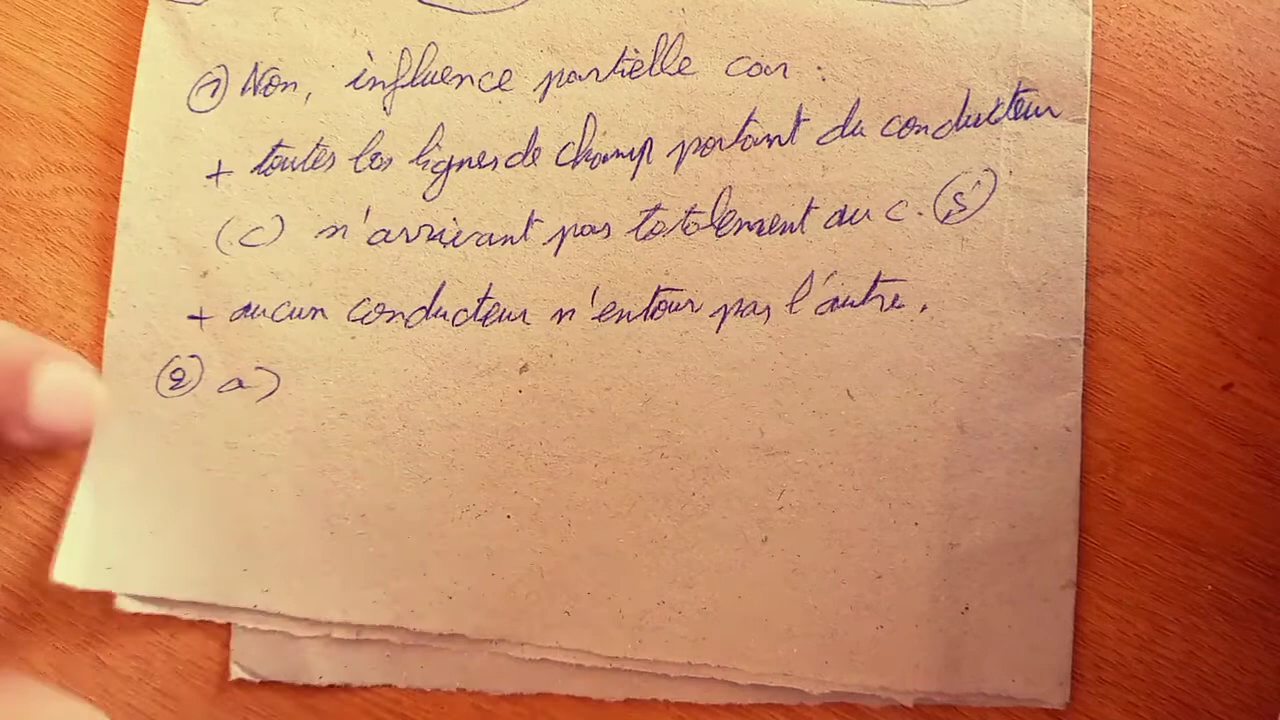 ① Non, influence partielle car :
+ toutes les lignes de champ partant du conducteur
(C) n'arrivant pas totalement au c. (S')
+ aucun conducteur n'entour pas l'autre.
② a)